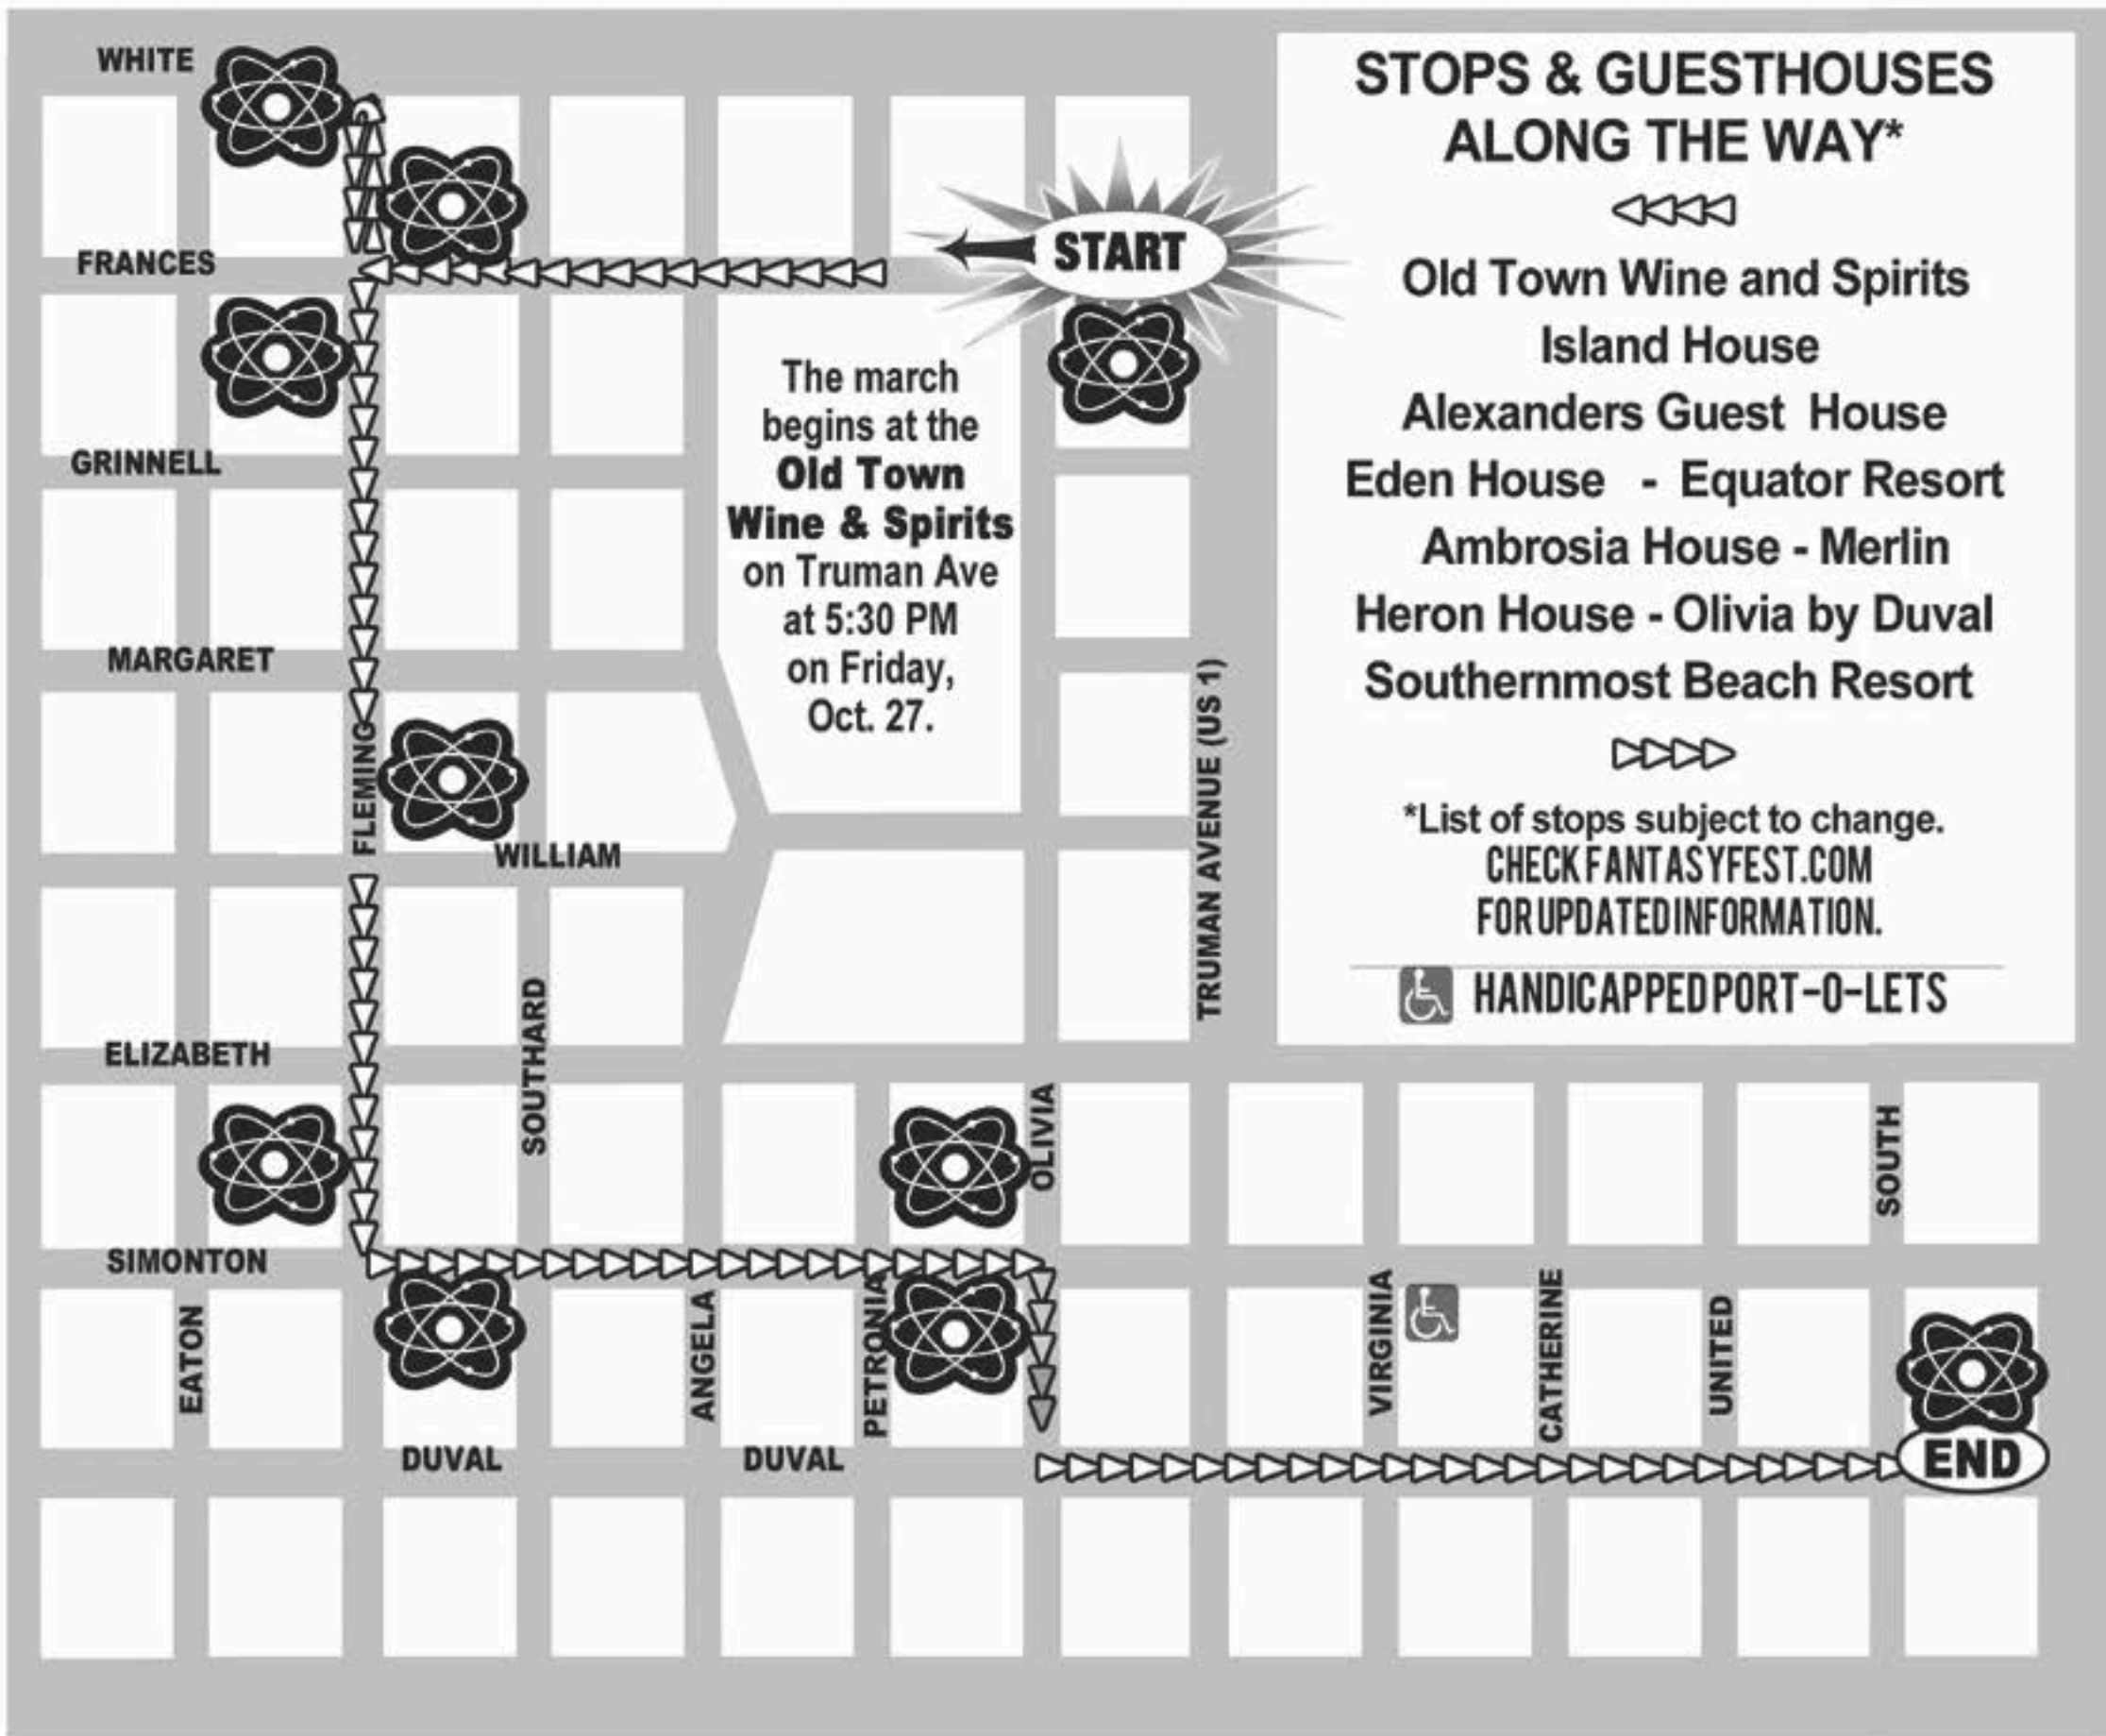 WHITE
FRANCES
GRINNELL
MARGARET
FLEMING
WILLIAM
ELIZABETH
SOUTHARD
SIMONTON
EATON
ANGELA
PETRONIA
OLIVIA
DUVAL
DUVAL
START
The march
begins at the
Old Town
Wine & Spirits
on Truman Ave
at 5:30 PM
on Friday,
Oct. 27.
TRUMAN AVENUE (US 1)
VIRGINIA
CATHERINE
UNITED
SOUTH
END
STOPS & GUESTHOUSES
ALONG THE WAY*
Old Town Wine and Spirits
Island House
Alexanders Guest House
Eden House - Equator Resort
Ambrosia House - Merlin
Heron House - Olivia by Duval
Southernmost Beach Resort
*List of stops subject to change.
CHECK FANTASYFEST.COM
FOR UPDATED INFORMATION.
HANDICAPPED PORT-O-LETS